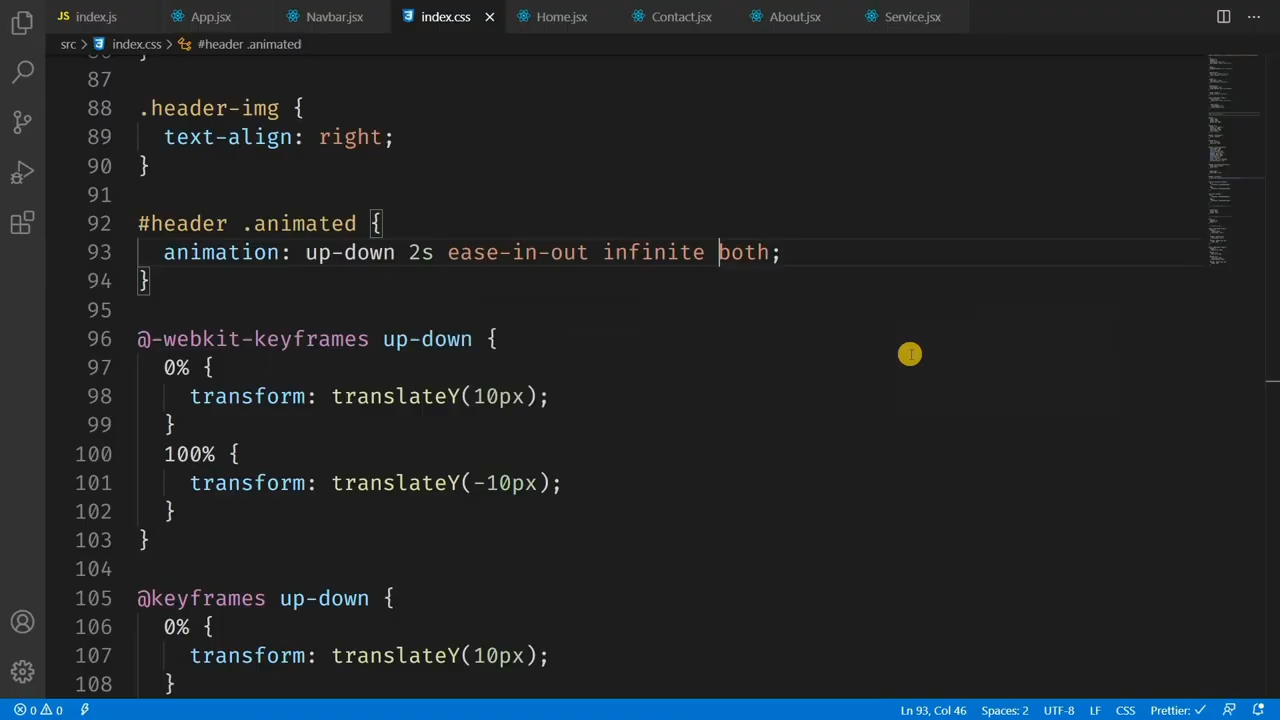 index.js App.jsx Navbar.jsx index.css Home.jsx Contact.jsx About.jsx Service.jsx
src > index.css > #header .animated
87
88 .header-img {
89 text-align: right;
90 }
91
92 #header .animated {
93 animation: up-down 2s ease-in-out infinite both;
94 }
95
96 @-webkit-keyframes up-down {
97 0% {
98 transform: translateY(10px);
99 }
100 100% {
101 transform: translateY(-10px);
102 }
103 }
104
105 @keyframes up-down {
106 0% {
107 transform: translateY(10px);
108 }
0 0 Ln 93, Col 46 Spaces: 2 UTF-8 LF CSS Prettier: ✓